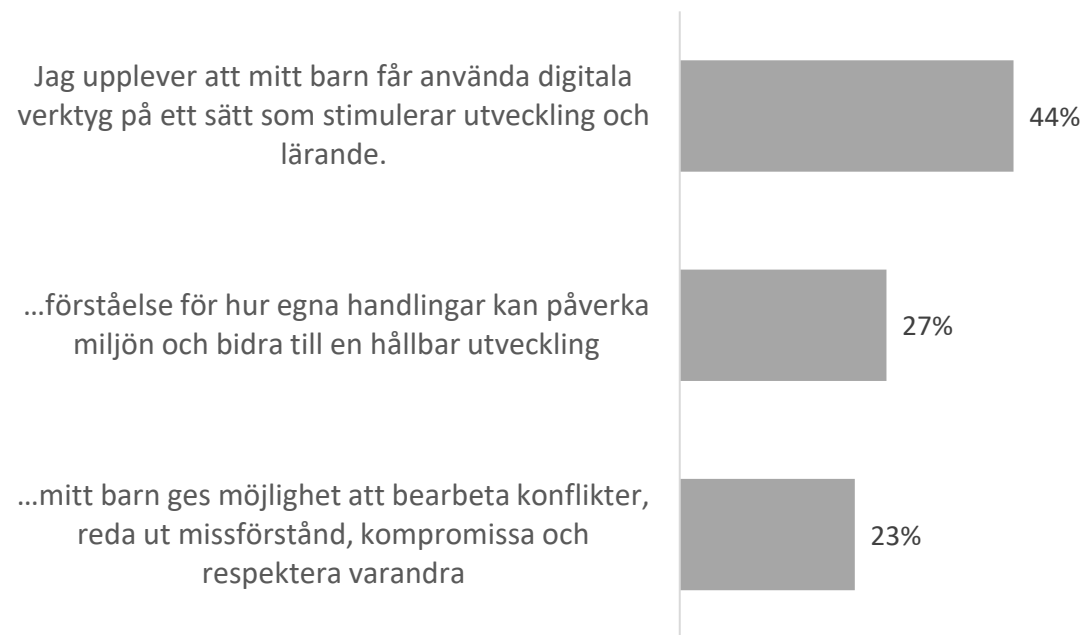 Jag upplever att mitt barn får använda digitala
verktyg på ett sätt som stimulerar utveckling och
lärande.
44%
...förståelse för hur egna handlingar kan påverka
miljön och bidra till en hållbar utveckling
27%
...mitt barn ges möjlighet att bearbeta konflikter,
reda ut missförstånd, kompromissa och
respektera varandra
23%